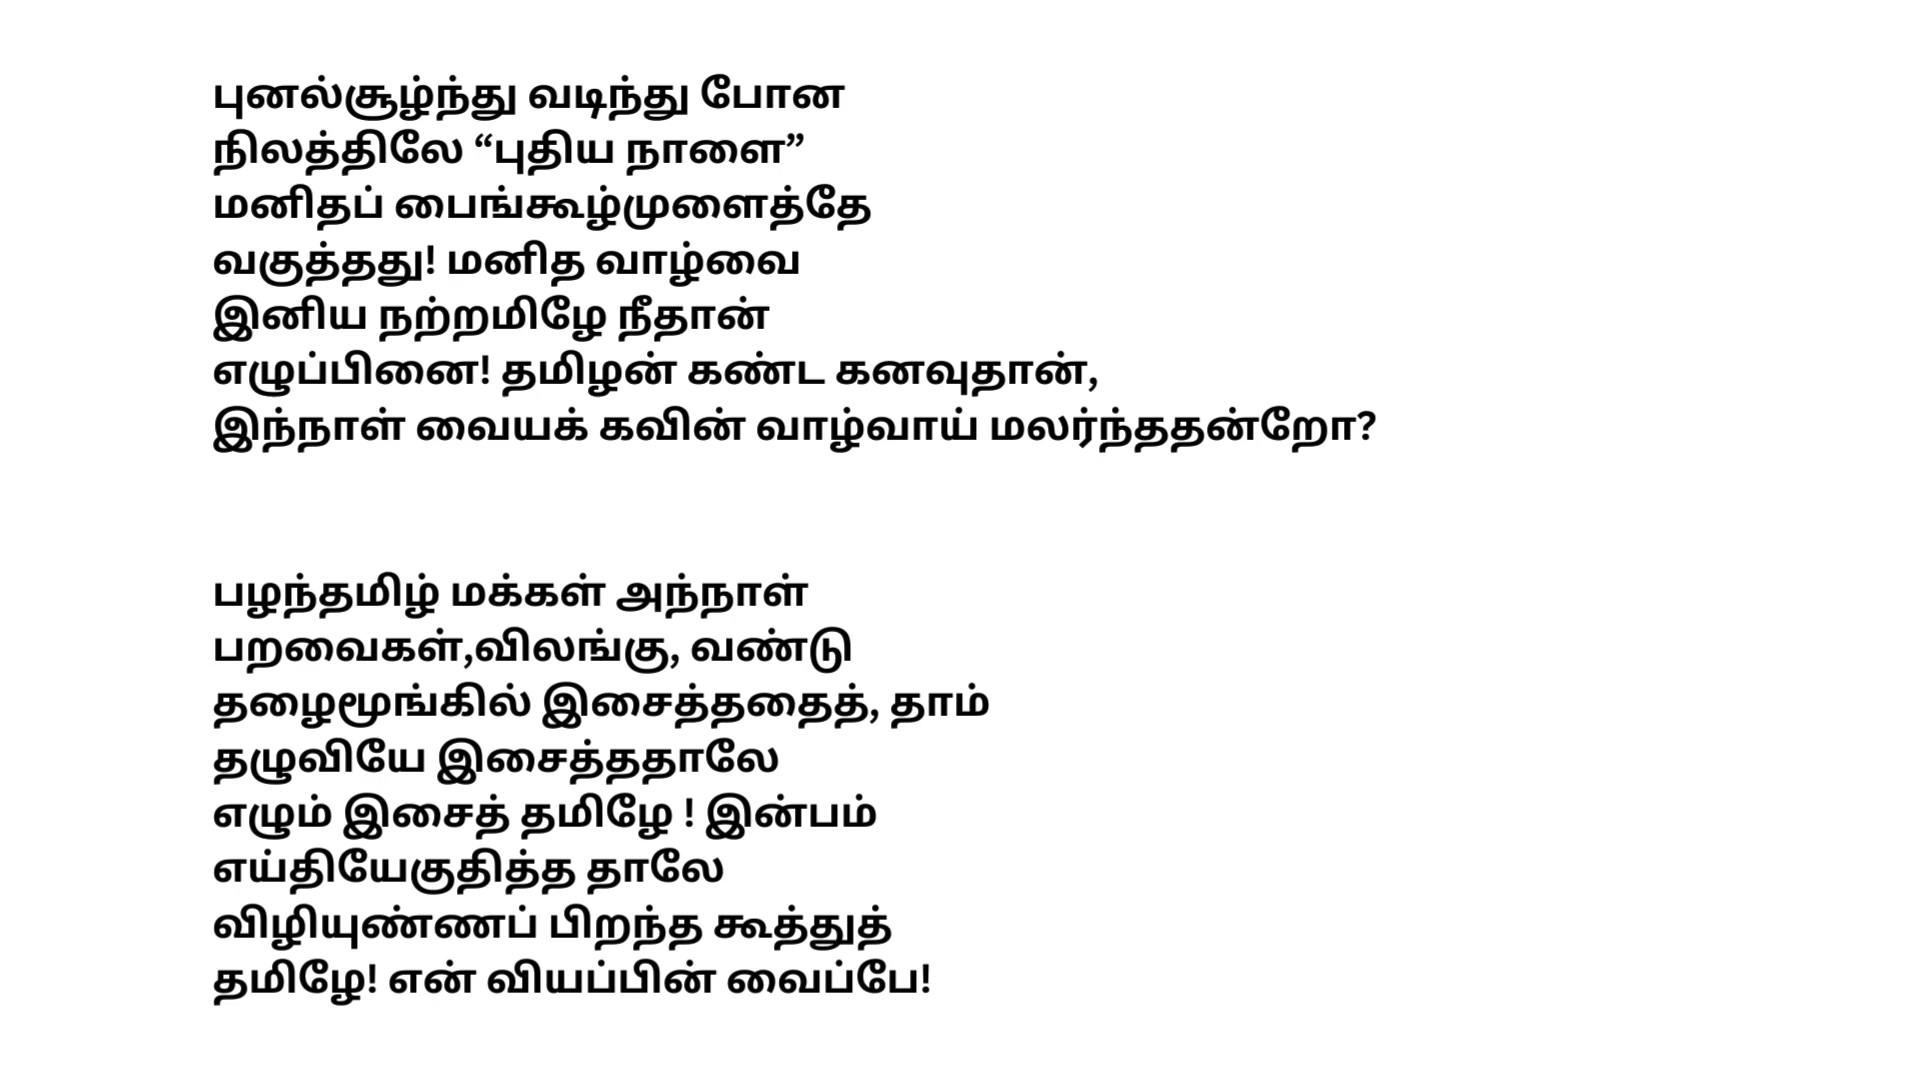 புனல்சூழ்ந்து வடிந்து போன
நிலத்திலே “புதிய நாளை”
மனிதப் பைங்கூழ்முளைத்தே
வகுத்தது! மனித வாழ்வை
இனிய நற்றமிழே நீதான்
எழுப்பினை! தமிழன் கண்ட கனவுதான்,
இந்நாள் வையக் கவின் வாழ்வாய் மலர்ந்ததன்றோ?
பழந்தமிழ் மக்கள் அந்நாள்
பறவைகள்,விலங்கு, வண்டு
தழைமூங்கில் இசைத்ததைத், தாம்
தழுவியே இசைத்ததாலே
எழும் இசைத் தமிழே ! இன்பம்
எய்தியேகுதித்த தாலே
விழியுண்ணப் பிறந்த கூத்துத்
தமிழே! என் வியப்பின் வைப்பே!